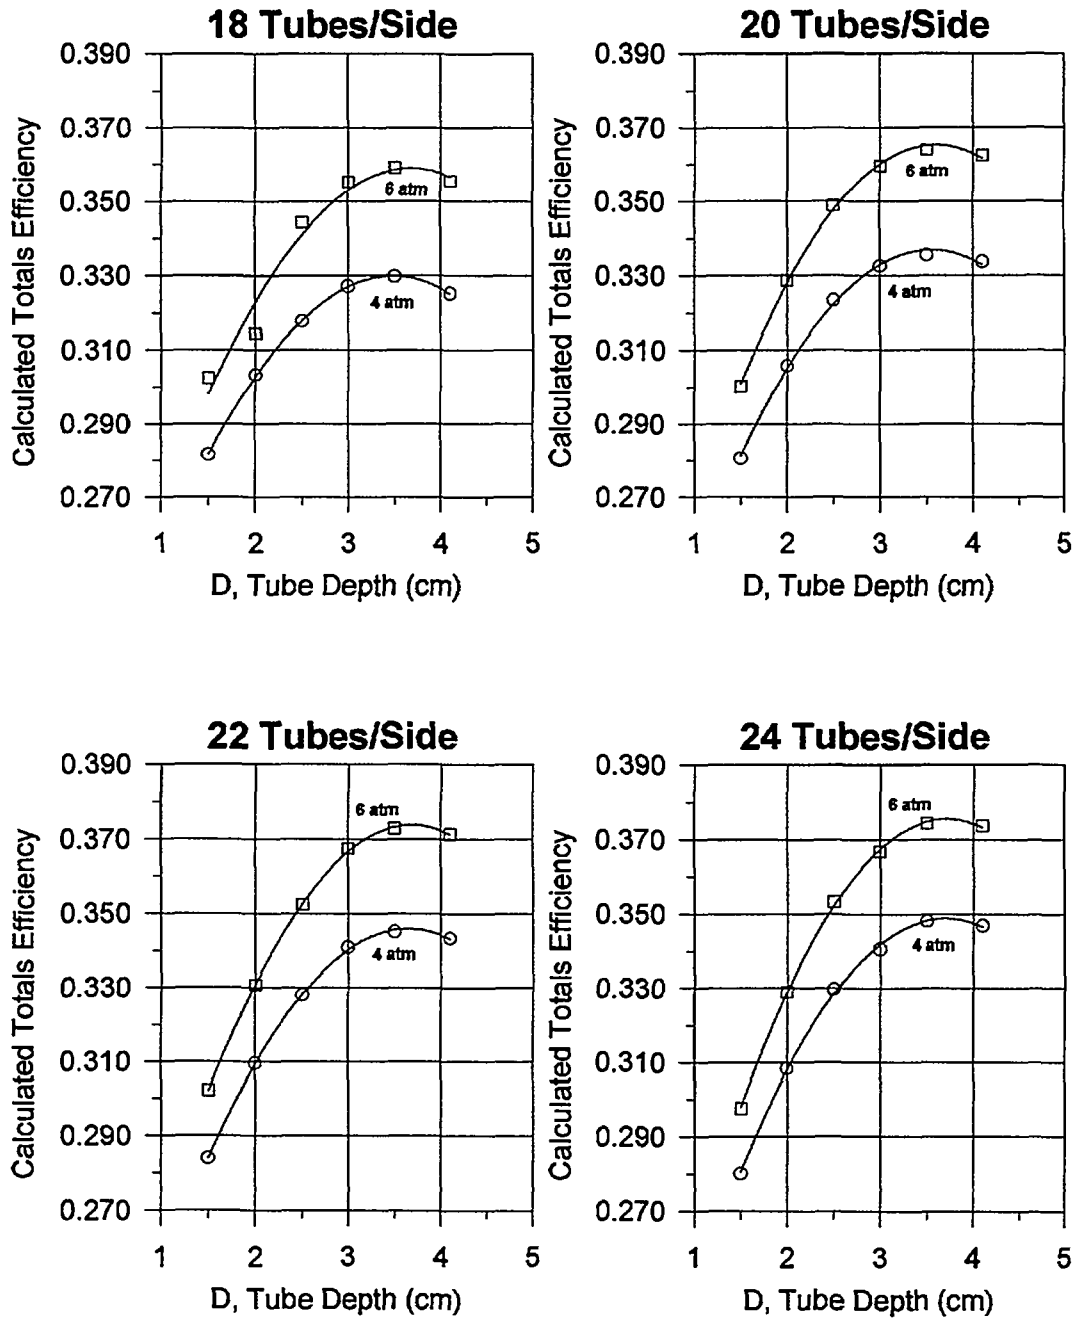 18 Tubes/Side
Calculated Totals Efficiency
0.390
0.370
0.350
0.330
0.310
0.290
0.270
6 atm
4 atm
1 2 3 4 5
D, Tube Depth (cm)
20 Tubes/Side
Calculated Totals Efficiency
0.390
0.370
0.350
0.330
0.310
0.290
0.270
6 atm
4 atm
1 2 3 4 5
D, Tube Depth (cm)
22 Tubes/Side
Calculated Totals Efficiency
0.390
0.370
0.350
0.330
0.310
0.290
0.270
6 atm
4 atm
1 2 3 4 5
D, Tube Depth (cm)
24 Tubes/Side
Calculated Totals Efficiency
0.390
0.370
0.350
0.330
0.310
0.290
0.270
6 atm
4 atm
1 2 3 4 5
D, Tube Depth (cm)